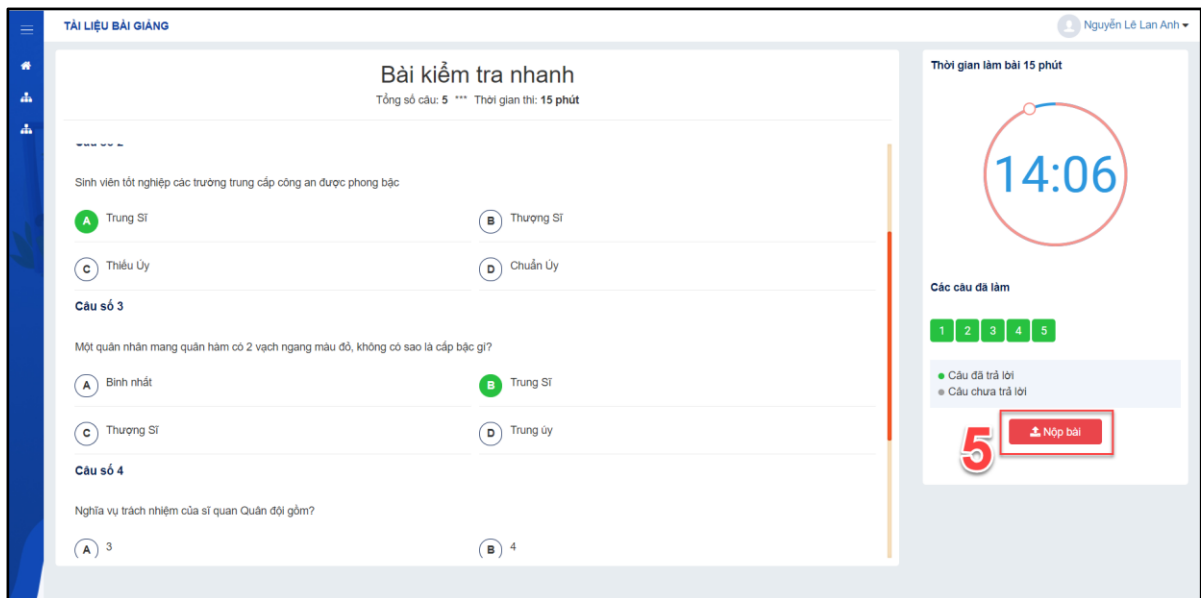 TÀI LIỆU BÀI GIẢNG
Nguyễn Lê Lan Anh
Bài kiểm tra nhanh
Tổng số câu: 5 *** Thời gian thi: 15 phút
Sinh viên tốt nghiệp các trường trung cấp công an được phong bậc
A Trung Sĩ
B Thượng Sĩ
C Thiếu Úy
D Chuẩn Úy
Câu số 3
Một quân nhân mang quân hàm có 2 vạch ngang màu đỏ, không có sao là cấp bậc gì?
A Binh nhất
B Trung Sĩ
C Thượng Sĩ
D Trung úy
Câu số 4
Nghĩa vụ trách nhiệm của sĩ quan Quân đội gồm?
A 3
B 4
Thời gian làm bài 15 phút
14:06
Các câu đã làm
1 2 3 4 5
Câu đã trả lời
Câu chưa trả lời
5
Nộp bài